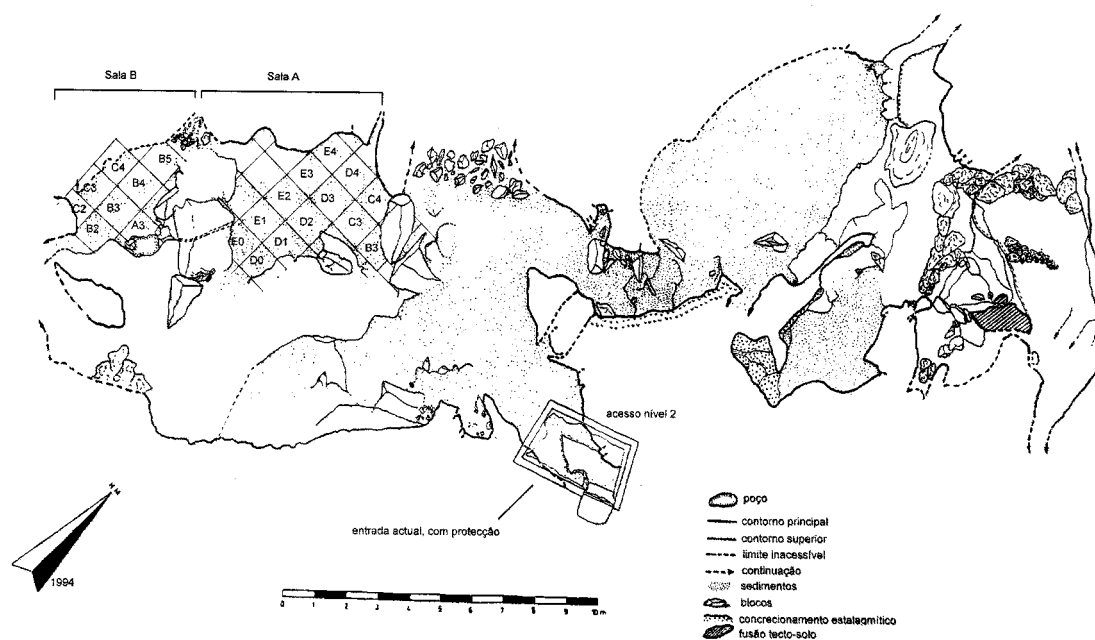 Sala B
Sala A
E4
B5
C4
E3
D4
C3
B4
E2
D3
C4
C2
B3
E1
D2
C3
B2
A3
E0
D1
B3
D0
acesso nível 2
entrada actual, com protecção
N M
1994
0 1 2 3 4 5 6 7 8 9 10 m
poço
contorno principal
contorno superior
limite inacessível
continuação
sedimentos
blocos
concrecionamento estalagmítico
fusão tecto-solo